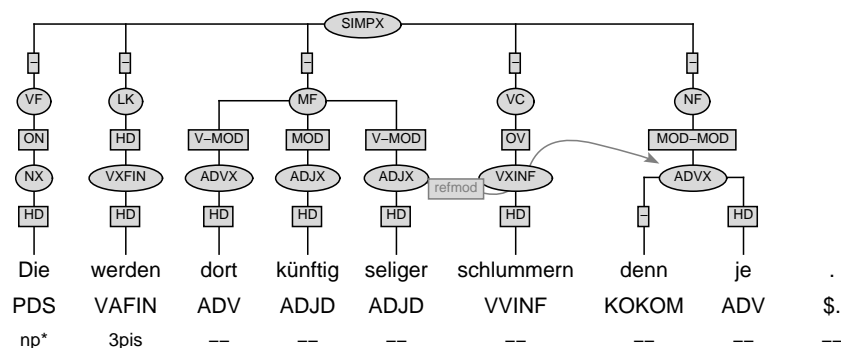 SIMPX
– – – – –
VF LK MF VC NF
ON HD V–MOD MOD V–MOD OV MOD–MOD
NX VXFIN ADVX ADJX ADJX refmod VXINF ADVX
HD HD HD HD HD HD – HD
Die werden dort künftig seliger schlummern denn je .
PDS VAFIN ADV ADJD ADJD VVINF KOKOM ADV $.
np* 3pis –– –– –– –– –– –– ––